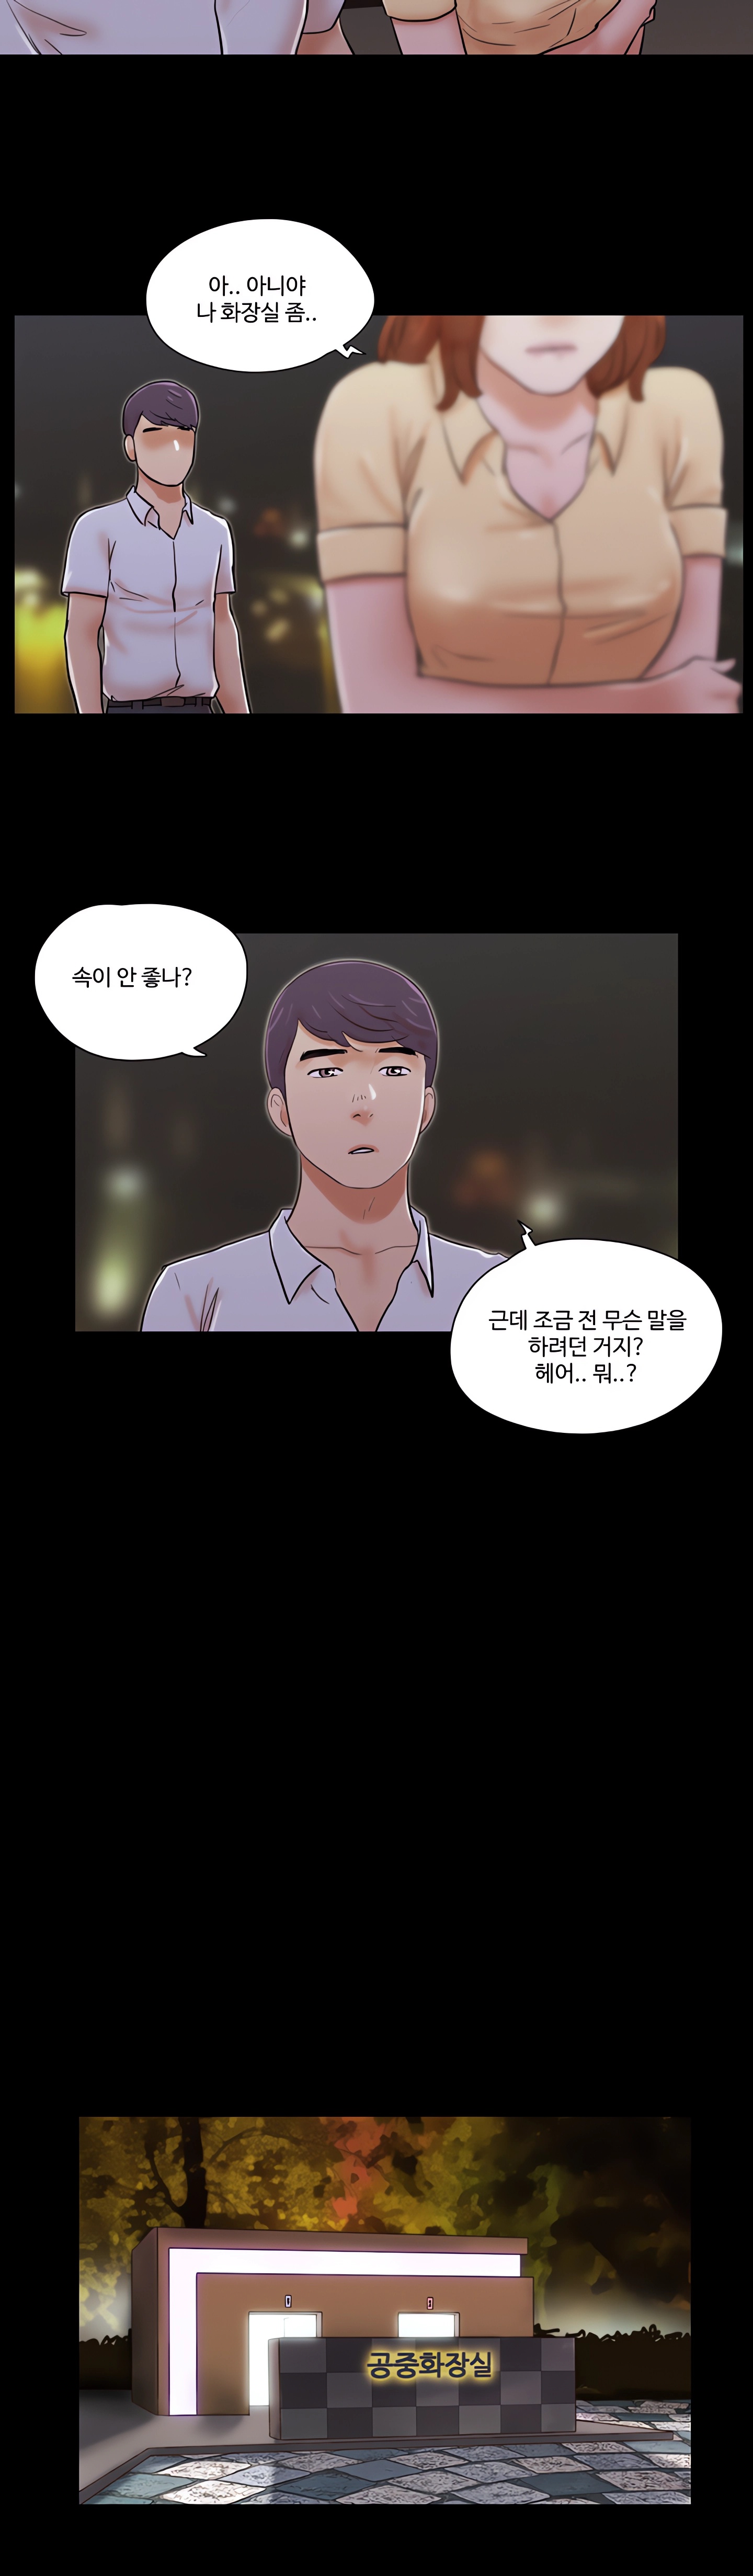 아.. 아니야
나 화장실 좀..
속이 안 좋나?
근데 조금 전 무슨 말을
하려던 거지?
헤어.. 뭐..?
공중화장실